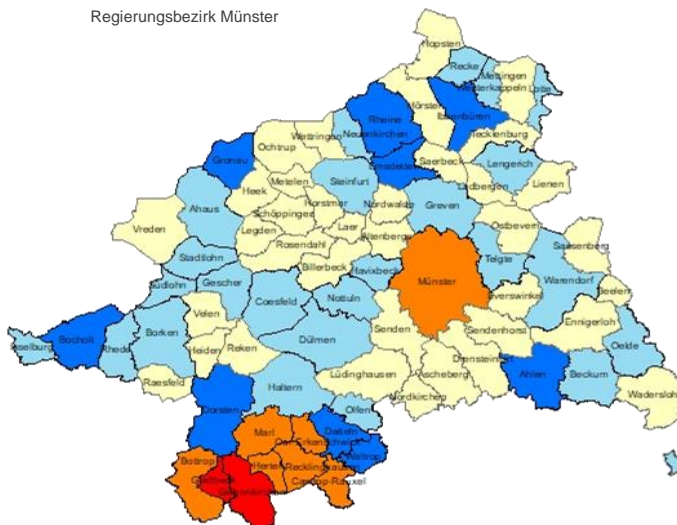 Regierungsbezirk Münster
Hopsten
Recke
Mettingen
Westerkappeln
Lotte
Hörstel
Rheine
Ibbenbüren
Wettringen
Neuenkirchen
Tecklenburg
Ochtrup
Gronau
Emsdetten
Saerbeck
Lengerich
Metelen
Steinfurt
Ladbergen
Lienen
Heek
Horstmar
Nordwalde
Greven
Ahaus
Schöppingen
Vreden
Legden
Laer
Altenberge
Ostbevern
Rosendahl
Sassenberg
Stadtlohn
Billerbeck
Havixbeck
Telgte
Südlohn
Gescher
Münster
Warendorf
Coesfeld
Nottuln
Everswinkel
Beelen
Velen
Ennigerloh
Isselburg
Bocholt
Rhede
Borken
Dülmen
Senden
Sendenhorst
Oelde
Heiden
Reken
Drensteinfurt
Raesfeld
Lüdinghausen
Ascheberg
Ahlen
Beckum
Haltern
Nordkirchen
Wadersloh
Dorsten
Olfen
Marl
Datteln
Oer-Erkenschwick
Waltrop
Bottrop
Herten
Recklinghausen
Gladbeck
Castrop-Rauxel
Gelsenkirchen